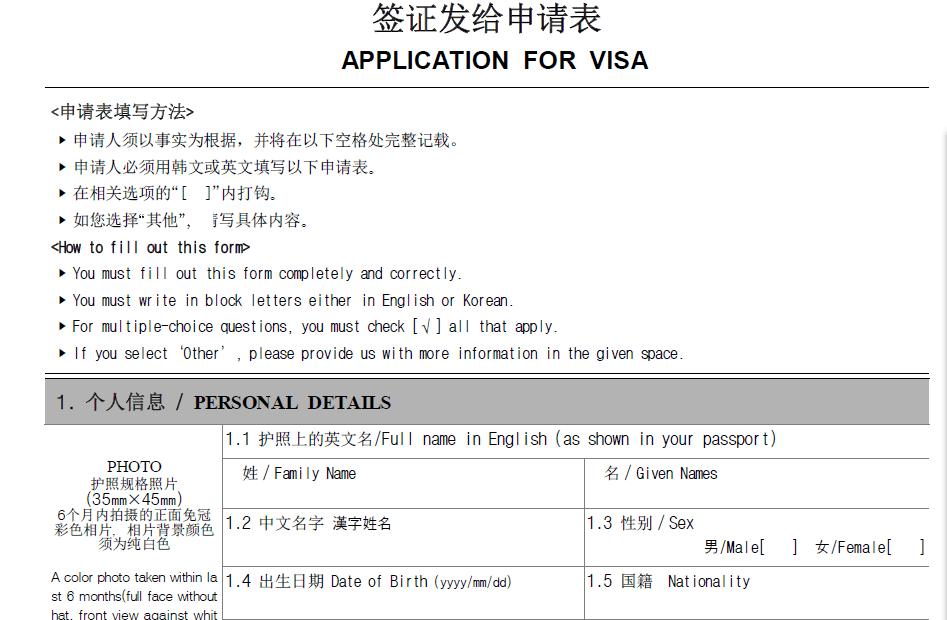 签证发给申请表
APPLICATION FOR VISA
<申请表填写方法>
▶ 申请人须以事实为根据，并将在以下空格处完整记载。
▶ 申请人必须用韩文或英文填写以下申请表。
▶ 在相关选项的“[ ]”内打钩。
▶ 如您选择“其他”， 写具体内容。
<How to fill out this form>
▶ You must fill out this form completely and correctly.
▶ You must write in block letters either in English or Korean.
▶ For multiple-choice questions, you must check [√] all that apply.
▶ If you select ‘Other’, please provide us with more information in the given space.
1. 个人信息 / PERSONAL DETAILS
PHOTO
护照规格照片
(35mm×45mm)
6个月内拍摄的正面免冠
彩色相片, 相片背景颜色
须为纯白色
A color photo taken within la
st 6 months(full face without
hat, front view against whit
1.1 护照上的英文名/Full name in English (as shown in your passport)
姓 / Family Name
名 / Given Names
1.2 中文名字 漢字姓名
1.3 性别 / Sex
男/Male[ ] 女/Female[ ]
1.4 出生日期 Date of Birth (yyyy/mm/dd)
1.5 国籍 Nationality